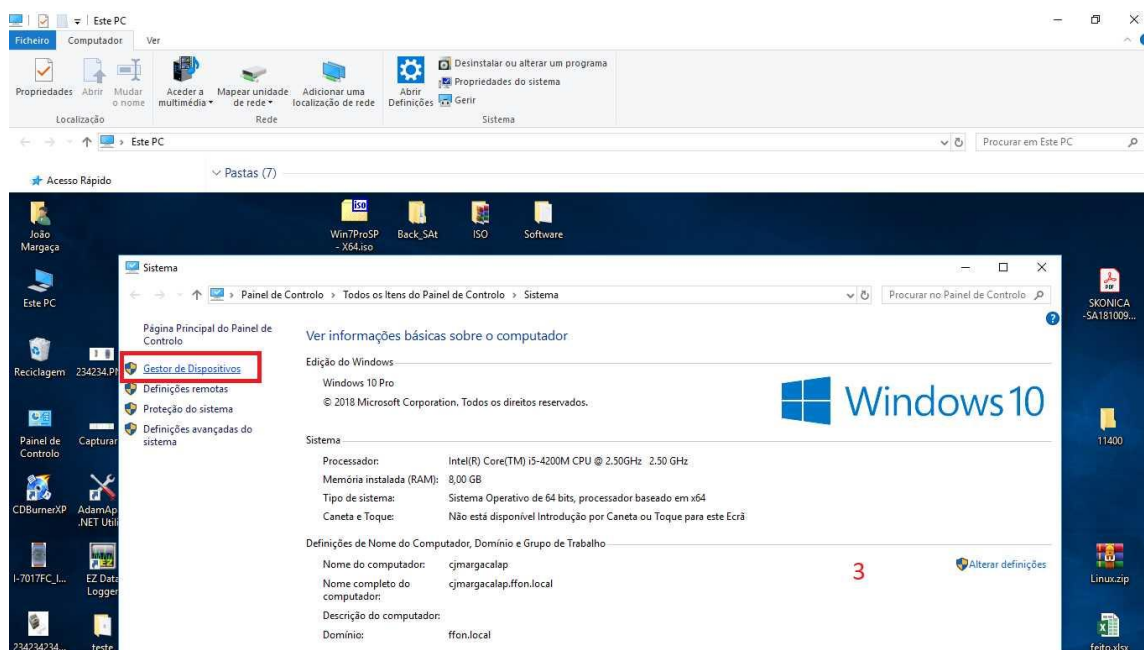 Este PC
Ficheiro Computador Ver
Propriedades
Abrir
Mudar
o nome
Aceder a
multimédia
Mapear unidade
de rede
Adicionar uma
localização de rede
Abrir
Definições
Desinstalar ou alterar um programa
Propriedades do sistema
Gerir
Localização
Rede
Sistema
Este PC
Procurar em Este PC
Acesso Rápido
Pastas (7)
João
Margaça
Win7ProSP
- X64.iso
Back_SAt
ISO
Software
Este PC
Reciclagem
234234.PN
Painel de
Controlo
Capturar
CDBurnerXP
AdamAp
.NET Utili
I-7017FC_I...
EZ Data
Logger
234234234...
teste
Sistema
Painel de Controlo > Todos os Itens do Painel de Controlo > Sistema
Procurar no Painel de Controlo
Página Principal do Painel de
Controlo
Gestor de Dispositivos
Definições remotas
Proteção do sistema
Definições avançadas do
sistema
Ver informações básicas sobre o computador
Edição do Windows
Windows 10 Pro
© 2018 Microsoft Corporation. Todos os direitos reservados.
Windows 10
Sistema
Processador: Intel(R) Core(TM) i5-4200M CPU @ 2.50GHz 2.50 GHz
Memória instalada (RAM): 8,00 GB
Tipo de sistema: Sistema Operativo de 64 bits, processador baseado em x64
Caneta e Toque: Não está disponível Introdução por Caneta ou Toque para este Ecrã
Definições de Nome do Computador, Domínio e Grupo de Trabalho
Nome do computador: cjmargacalap
3
Alterar definições
Nome completo do
computador:
cjmargacalap.ffon.local
Descrição do computador:
Domínio: ffon.local
SKONICA
-SA181009...
11400
Linux.zip
feito.xlsx